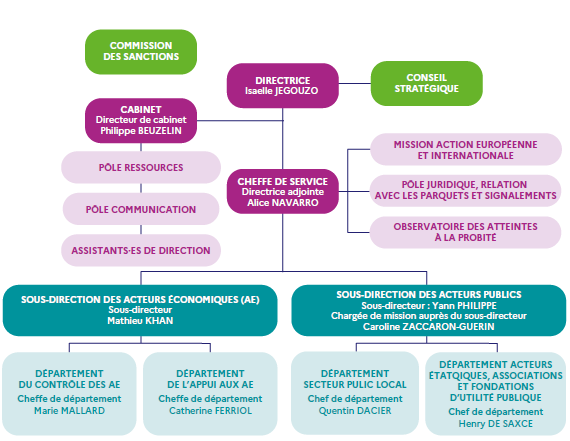 COMMISSION
DES SANCTIONS
DIRECTRICE
Isaelle JEGOUZO
CONSEIL
STRATÉGIQUE
CABINET
Directeur de cabinet
Philippe BEUZELIN
PÔLE RESSOURCES
PÔLE COMMUNICATION
ASSISTANTS·ES DE DIRECTION
CHEFFE DE SERVICE
Directrice adjointe
Alice NAVARRO
MISSION ACTION EUROPÉENNE
ET INTERNATIONALE
PÔLE JURIDIQUE, RELATION
AVEC LES PARQUETS ET SIGNALEMENTS
OBSERVATOIRE DES ATTEINTES
À LA PROBITÉ
SOUS-DIRECTION DES ACTEURS ÉCONOMIQUES (AE)
Sous-directeur
Mathieu KHAN
SOUS-DIRECTION DES ACTEURS PUBLICS
Sous-directeur : Yann PHILIPPE
Chargée de mission auprès du sous-directeur
Caroline ZACCARON-GUERIN
DÉPARTEMENT
DU CONTRÔLE DES AE
Cheffe de département
Marie MALLARD
DÉPARTEMENT
DE L'APPUI AUX AE
Cheffe de département
Catherine FERRIOL
DÉPARTEMENT
SECTEUR PULIC LOCAL
Chef de département
Quentin DACIER
DÉPARTEMENT ACTEURS
ÉTATQIQUES, ASSOCIATIONS
ET FONDATIONS
D'UTILITÉ PUBLIQUE
Chef de département
Henry DE SAXCE